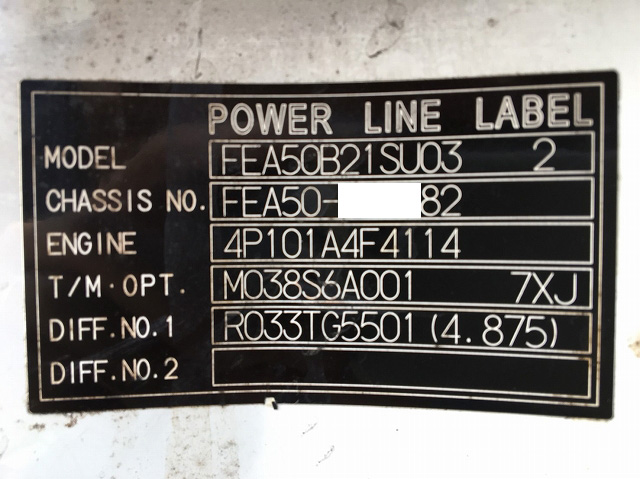 POWER LINE LABEL
MODEL FEA50B21SU03 2
CHASSIS NO. FEA50- 82
ENGINE 4P101A4F4114
T/M·OPT. M038S6A001 7XJ
DIFF.NO.1 R033TG5501(4.875)
DIFF.NO.2